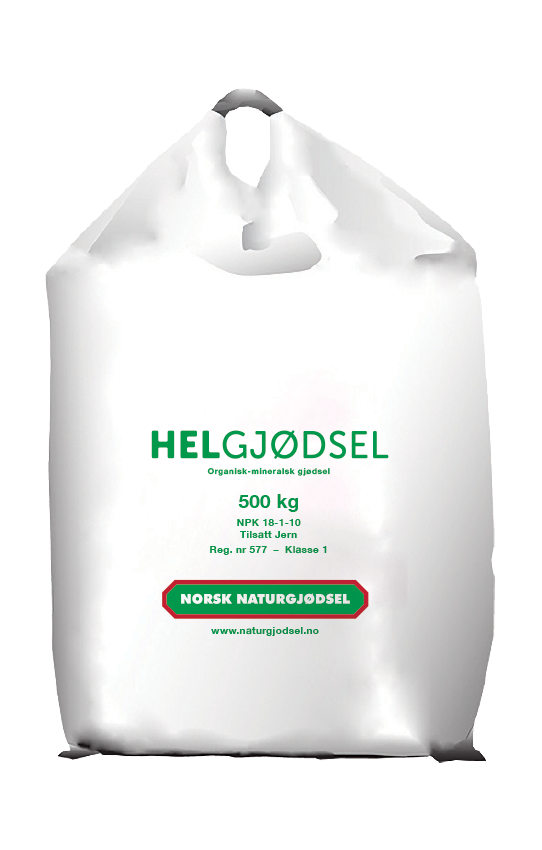 HELGJØDSEL
Organisk-mineralsk gjødsel
500 kg
NPK 18-1-10
Tilsatt Jern
Reg. nr 577 – Klasse 1
NORSK NATURGJØDSEL
www.naturgjodsel.no